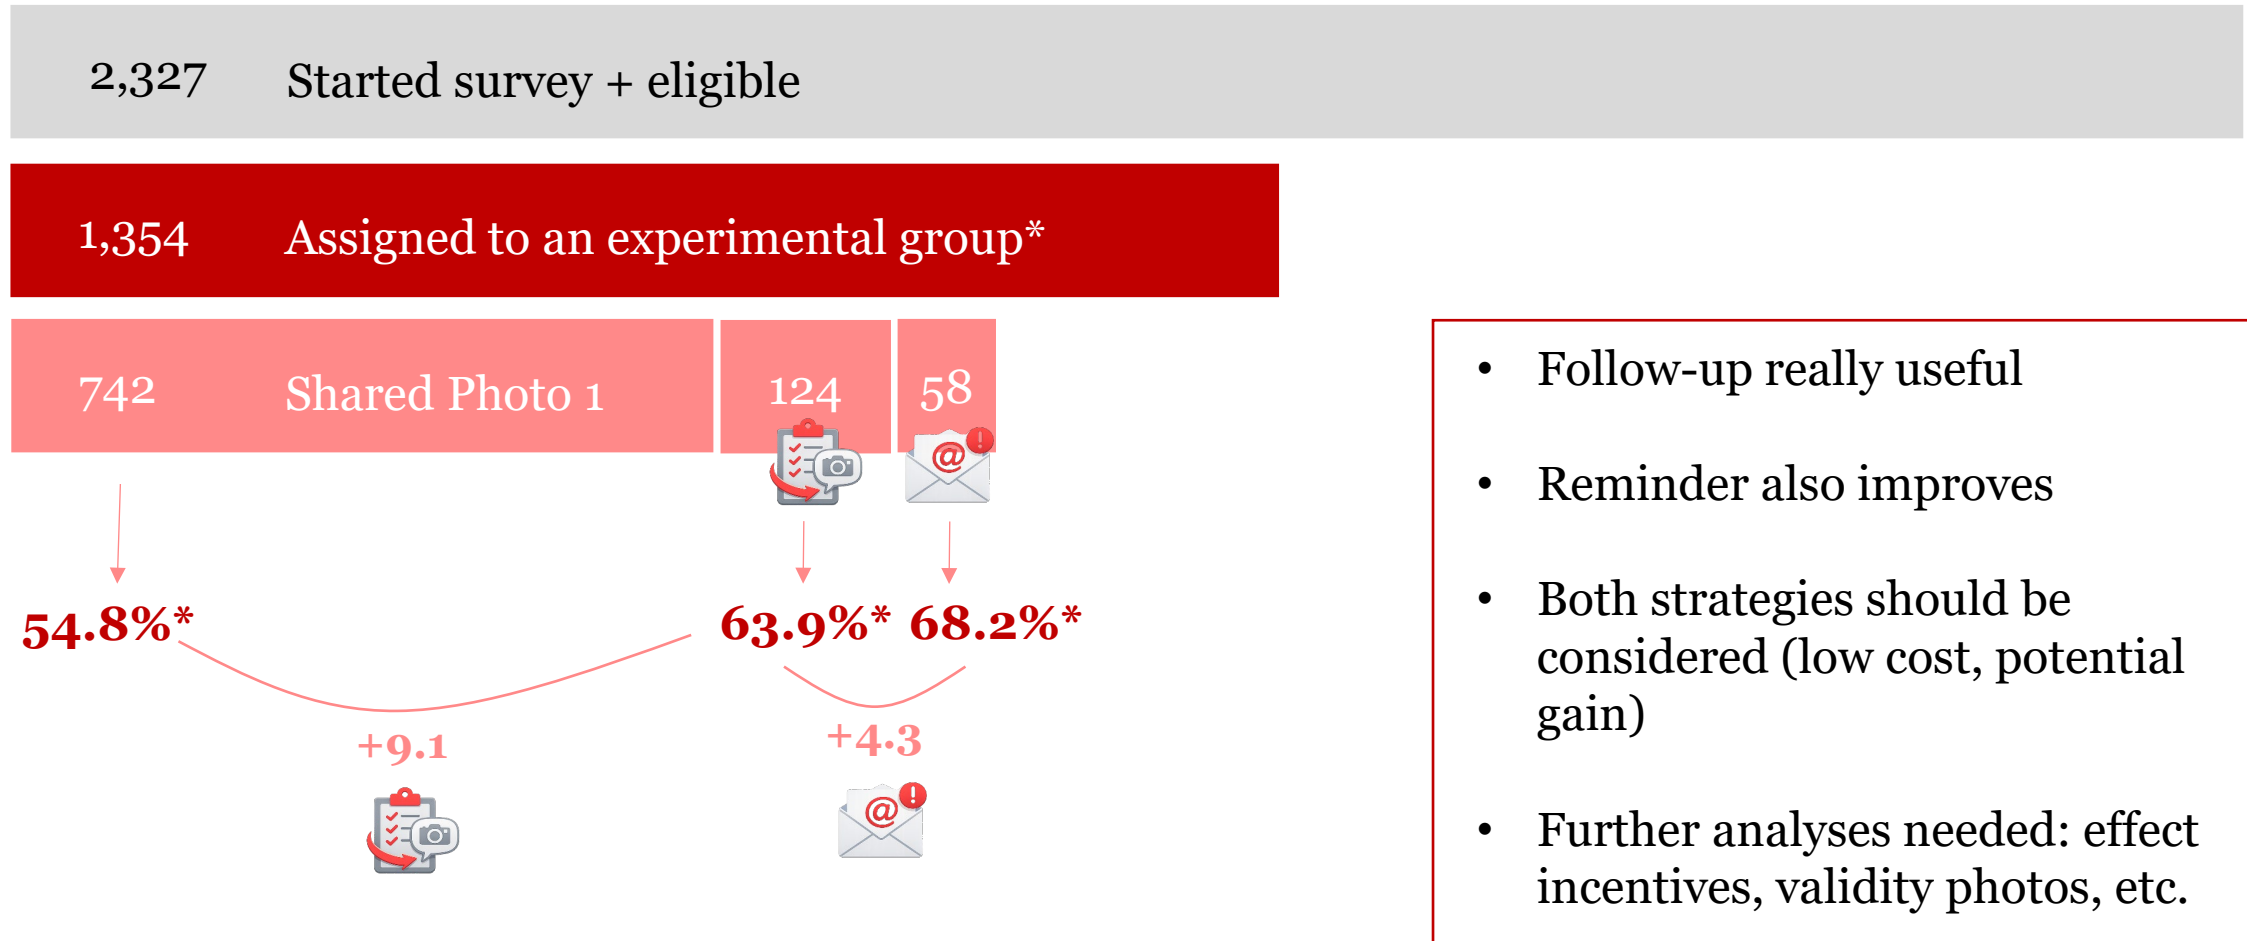 2,327 Started survey + eligible
1,354 Assigned to an experimental group*
742 Shared Photo 1 124 58
54.8%* 63.9%* 68.2%*
+9.1 +4.3
• Follow-up really useful
• Reminder also improves
• Both strategies should be
considered (low cost, potential
gain)
• Further analyses needed: effect
incentives, validity photos, etc.